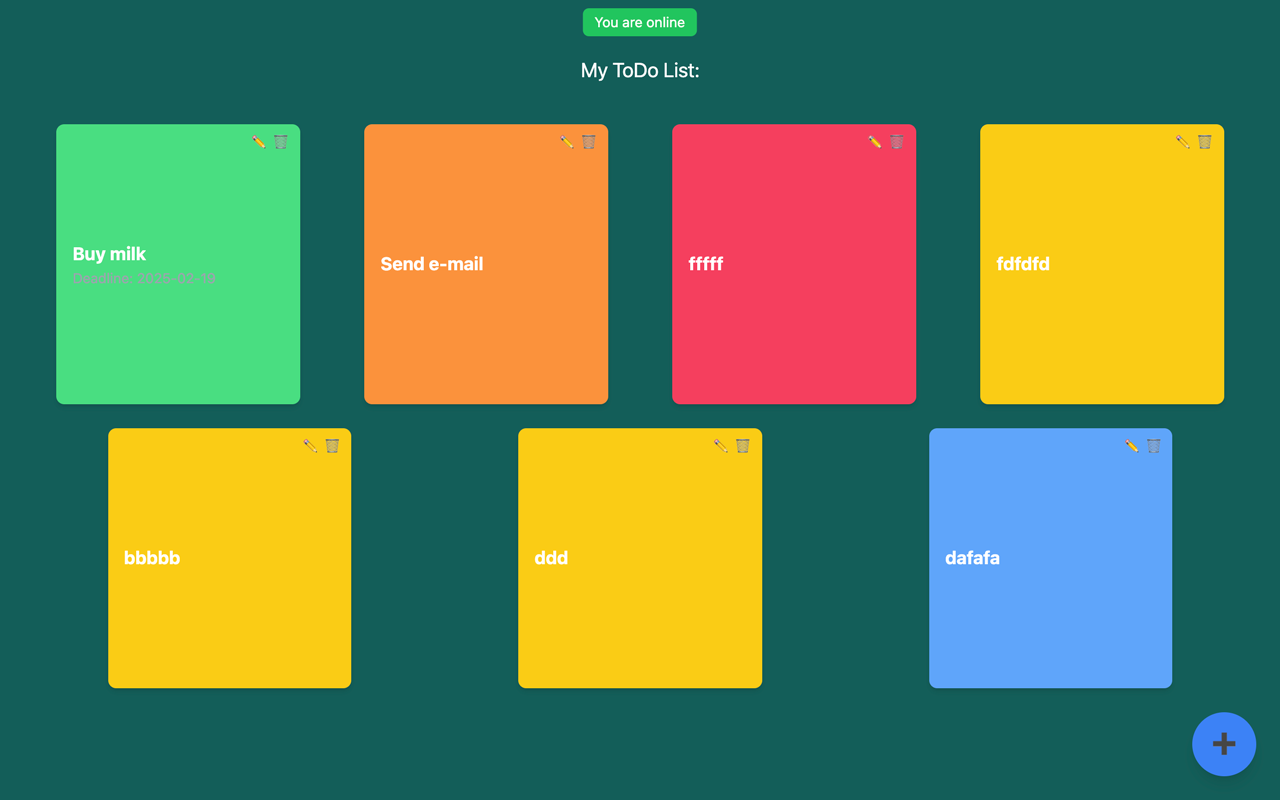 You are online
My ToDo List:
Buy milk
Deadline: 2025-02-19
Send e-mail
fffff
fdfdfd
bbbbb
ddd
dafafa